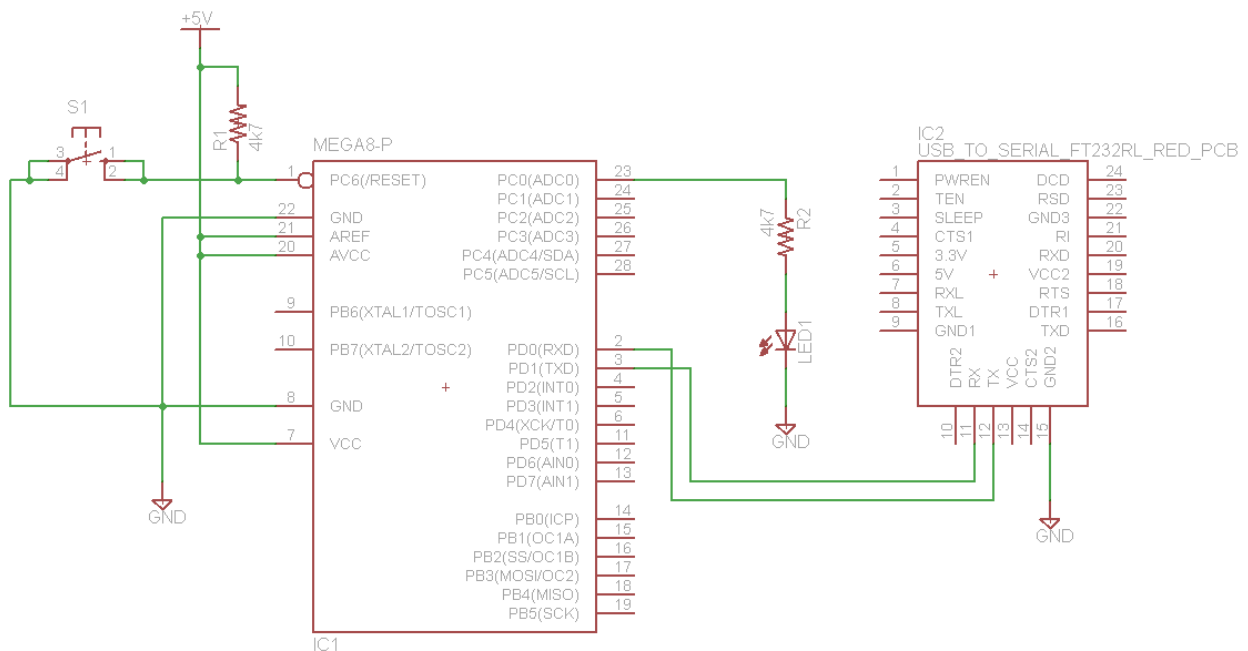 +5V
S1
3
1
4
2
R1
4k7
MEGA8-P
1
PC6(/RESET)
22
GND
21
AREF
20
AVCC
9
PB6(XTAL1/TOSC1)
10
PB7(XTAL2/TOSC2)
8
GND
7
VCC
GND
PC0(ADC0)
23
PC1(ADC1)
24
PC2(ADC2)
25
PC3(ADC3)
26
PC4(ADC4/SDA)
27
PC5(ADC5/SCL)
28
PD0(RXD)
2
PD1(TXD)
3
PD2(INT0)
4
PD3(INT1)
5
PD4(XCK/T0)
6
PD5(T1)
11
PD6(AIN0)
12
PD7(AIN1)
13
PB0(ICP)
14
PB1(OC1A)
15
PB2(SS/OC1B)
16
PB3(MOSI/OC2)
17
PB4(MISO)
18
PB5(SCK)
19
IC1
4k7
R2
LED1
GND
IC2
USB_TO_SERIAL_FT232RL_RED_PCB
1
PWREN
2
TEN
3
SLEEP
4
CTS1
5
3.3V
6
5V
7
RXL
8
TXL
9
GND1
DCD
24
RSD
23
GND3
22
RI
21
RXD
20
VCC2
19
RTS
18
DTR1
17
TXD
16
DTR2
RX
TX
VCC
CTS2
GND2
10
11
12
13
14
15
GND